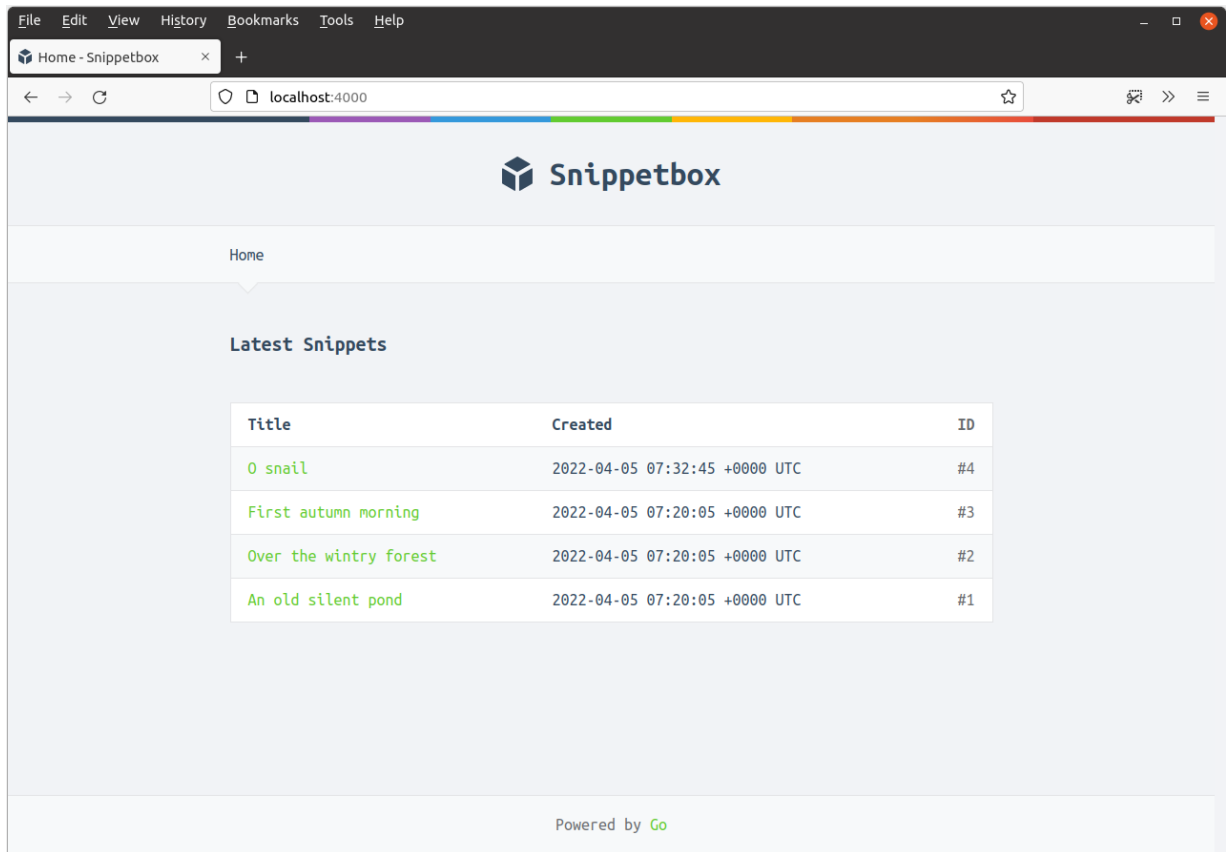 File Edit View History Bookmarks Tools Help
Home - Snippetbox
localhost:4000
Snippetbox
Home
Latest Snippets
Title Created ID
O snail 2022-04-05 07:32:45 +0000 UTC #4
First autumn morning 2022-04-05 07:20:05 +0000 UTC #3
Over the wintry forest 2022-04-05 07:20:05 +0000 UTC #2
An old silent pond 2022-04-05 07:20:05 +0000 UTC #1
Powered by Go